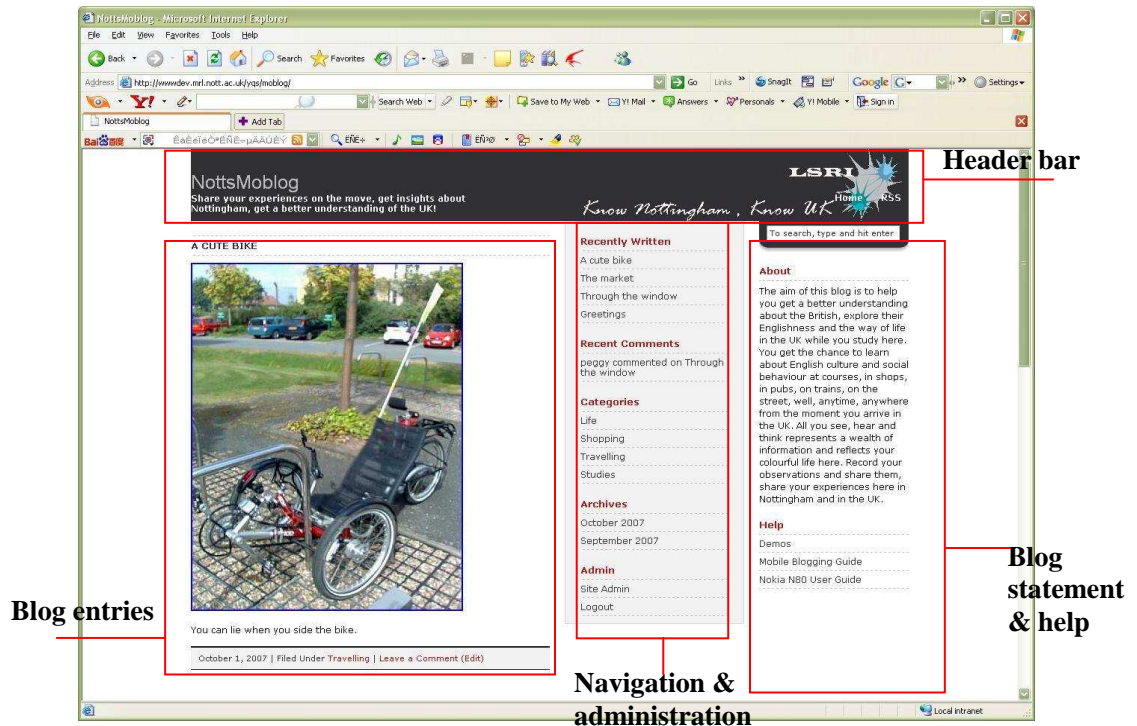 NottsMoblog - Microsoft Internet Explorer
File Edit View Favorites Tools Help
Back Search Favorites
Address http://wwwdev.mrl.nott.ac.uk/yqs/moblog/ Go Links » SnagIt Google G Settings
Y! Search Web Save to My Web Y! Mail Answers Personals Y! Mobile Sign in
NottsMoblog Add Tab
Bai
Header bar
NottsMoblog
Share your experiences on the move, get insights about
Nottingham, get a better understanding of the UK!
LSRI
Home RSS
Know Nottingham , Know UK
To search, type and hit enter
A CUTE BIKE
You can lie when you side the bike.
October 1, 2007 | Filed Under Travelling | Leave a Comment (Edit)
Blog entries
Recently Written
A cute bike
The market
Through the window
Greetings
Recent Comments
peggy commented on Through
the window
Categories
Life
Shopping
Travelling
Studies
Archives
October 2007
September 2007
Admin
Site Admin
Logout
Navigation &
administration
About
The aim of this blog is to help
you get a better understanding
about the British, explore their
Englishness and the way of life
in the UK while you study here.
You get the chance to learn
about English culture and social
behaviour at courses, in shops,
in pubs, on trains, on the
street, well, anytime, anywhere
from the moment you arrive in
the UK. All you see, hear and
think represents a wealth of
information and reflects your
colourful life here. Record your
observations and share them,
share your experiences here in
Nottingham and in the UK.
Help
Demos
Mobile Blogging Guide
Nokia N80 User Guide
Blog
statement
& help
Local intranet